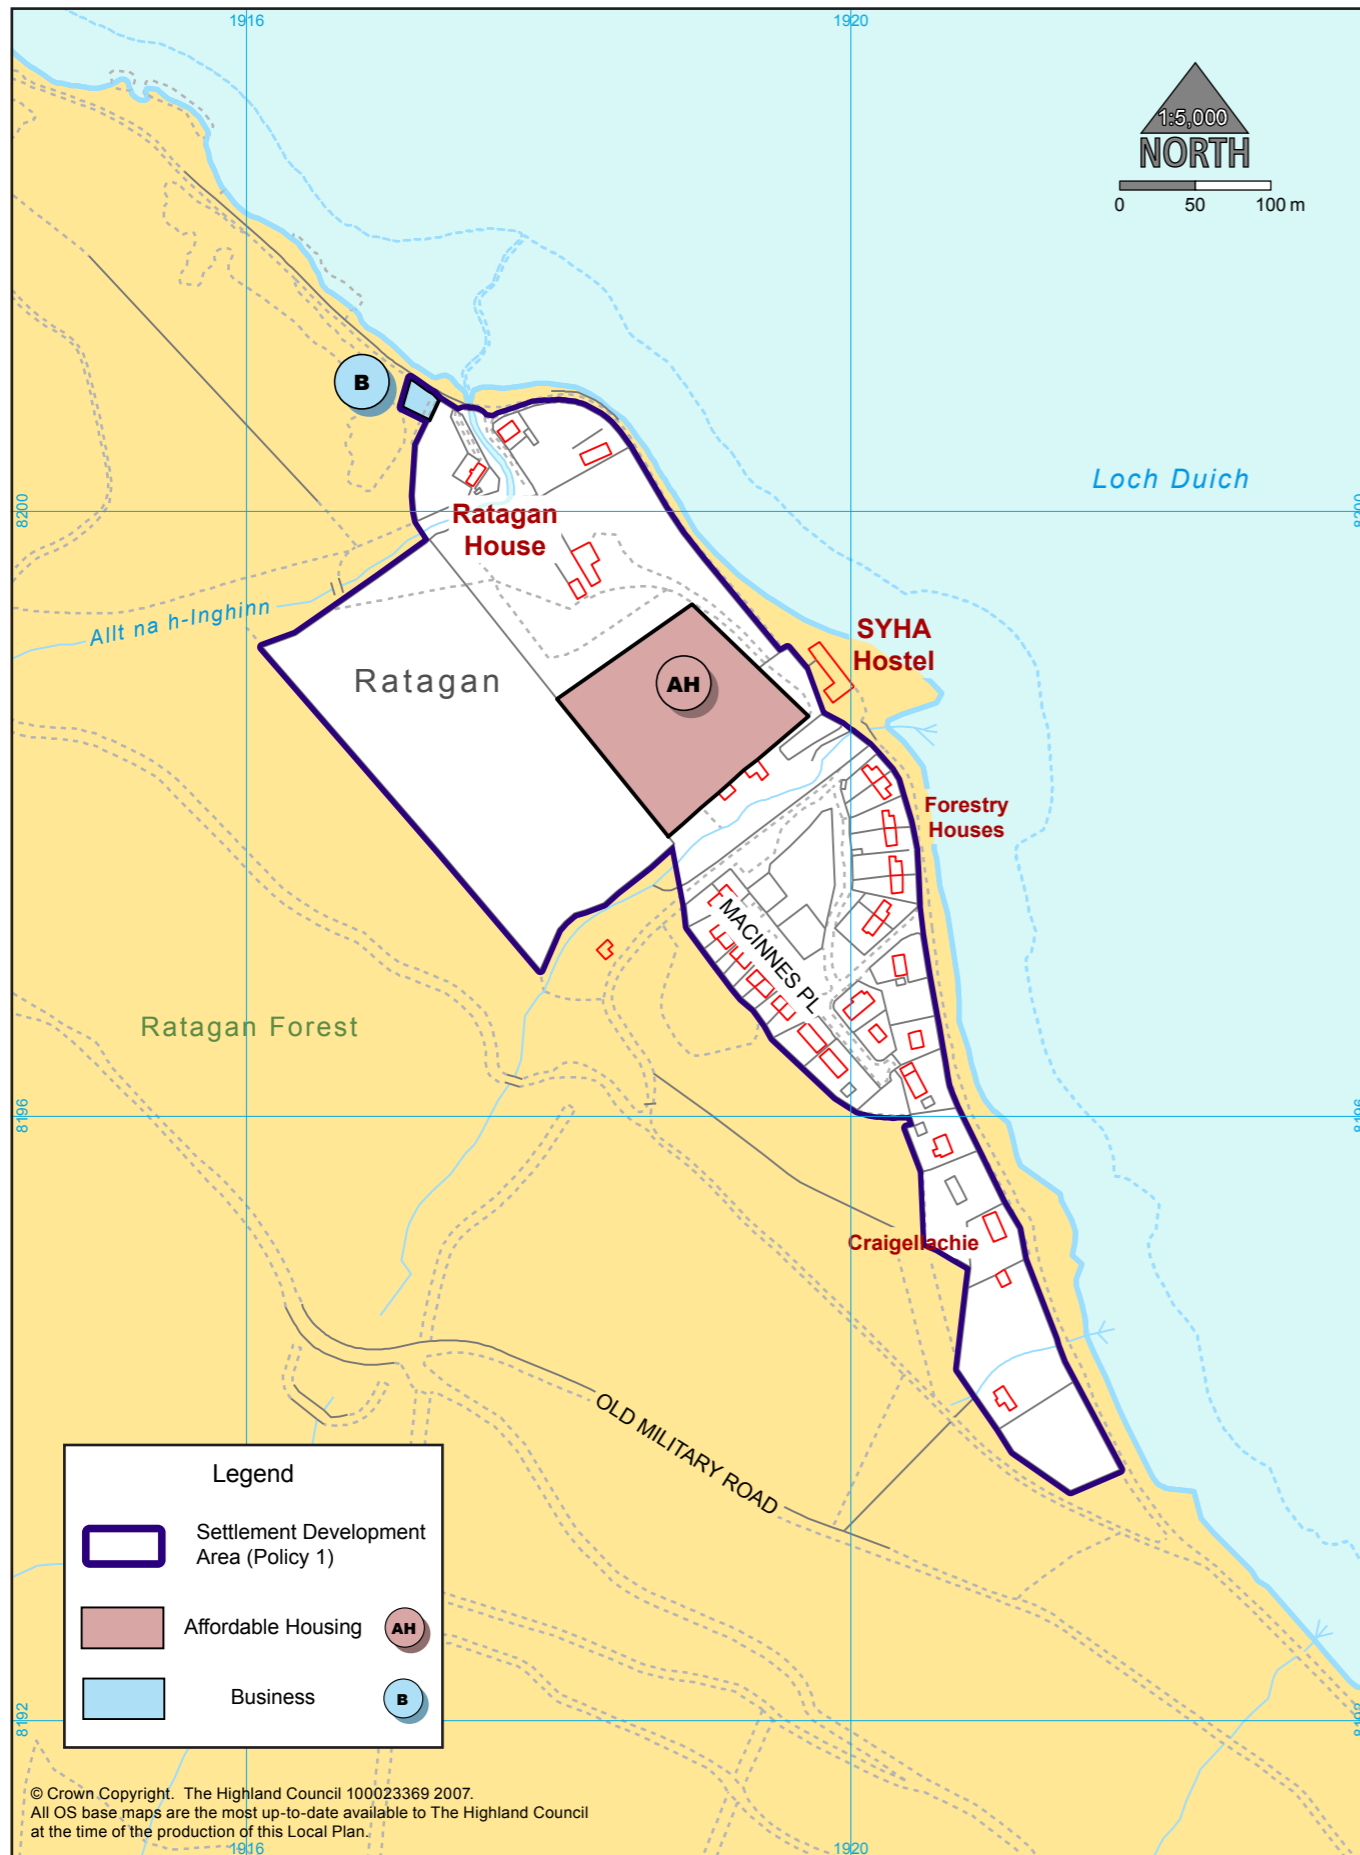 1916
1920
1:5,000
NORTH
0 50 100 m
B
Loch Duich
8200
8200
Ratagan
House
Allt na h-Inghinn
SYHA
Hostel
Ratagan
AH
Forestry
Houses
MACINNES PL
Ratagan Forest
8196
8196
Craigellachie
OLD MILITARY ROAD
Legend
Settlement Development
Area (Policy 1)
Affordable Housing
AH
Business
B
8192
8192
© Crown Copyright. The Highland Council 100023369 2007.
All OS base maps are the most up-to-date available to The Highland Council
at the time of the production of this Local Plan.
1916
1920